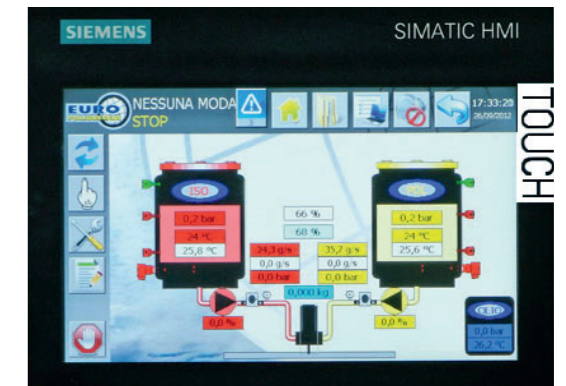 SIEMENS
SIMATIC HMI
TOUCH
EURO
NESSUNA MODA
STOP
17:33:20
26/09/2012
ISO
0,2 bar
24 °C
25,8 °C
66 %
68 %
24,3 g/s
0,0 g/s
0,0 bar
35,7 g/s
0,0 g/s
0,0 bar
0,000 kg
0,2 bar
24 °C
25,6 °C
0,0 %
0,0 %
OLIO
0,0 bar
26,2 °C